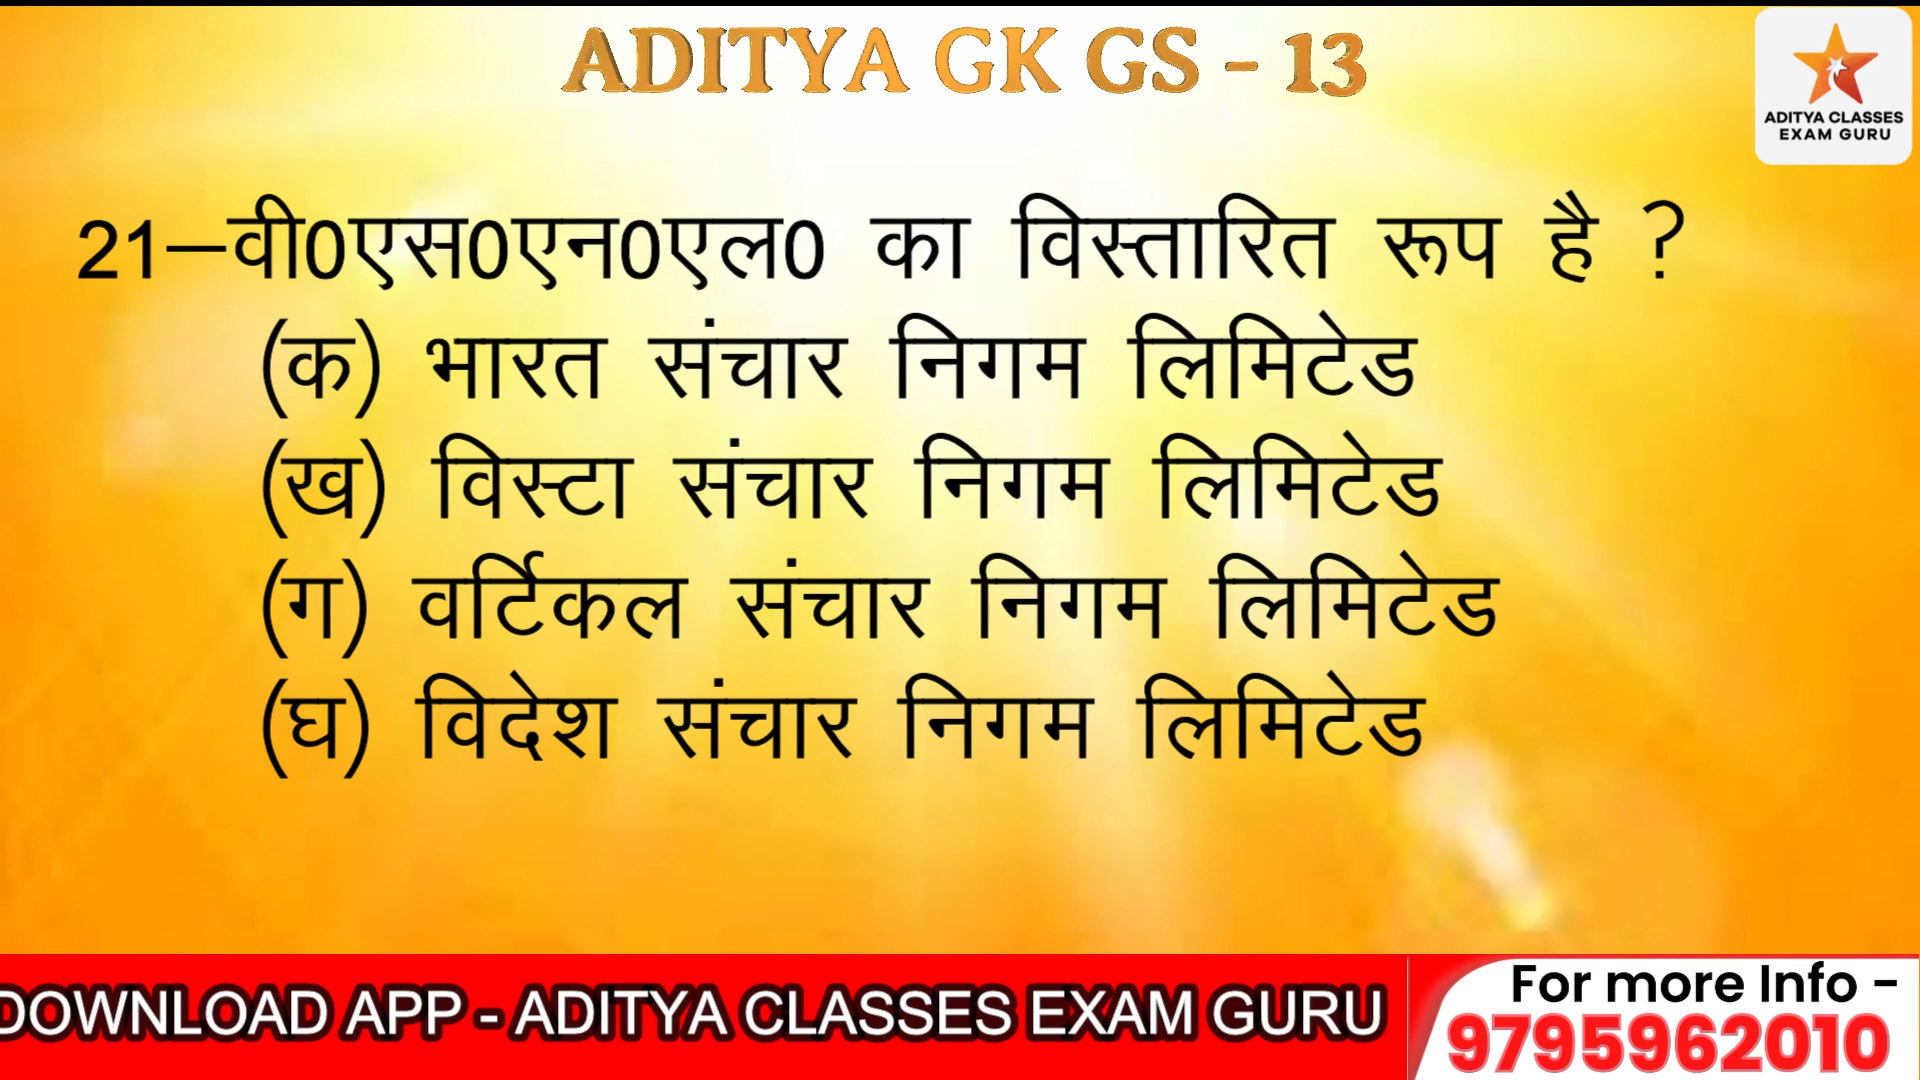 ADITYA GK GS - 13
ADITYA CLASSES
EXAM GURU
21–वी0एस0एन0एल0 का विस्तारित रूप है ?
(क) भारत संचार निगम लिमिटेड
(ख) विस्टा संचार निगम लिमिटेड
(ग) वर्टिकल संचार निगम लिमिटेड
(घ) विदेश संचार निगम लिमिटेड
DOWNLOAD APP - ADITYA CLASSES EXAM GURU
For more Info -
9795962010